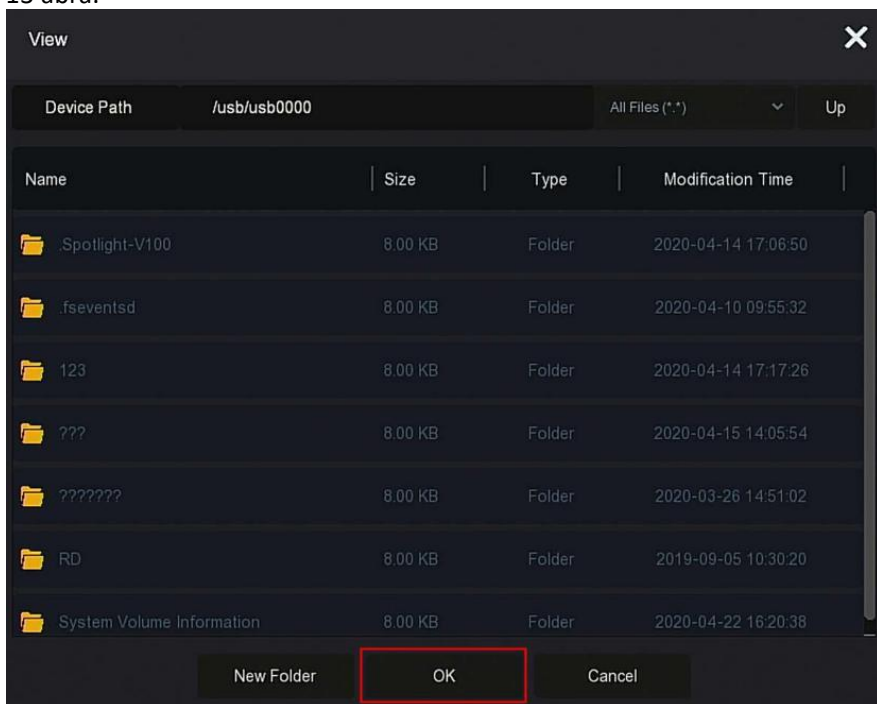 View
Device Path /usb/usb0000 All Files (*.*) Up
Name Size Type Modification Time
.Spotlight-V100 8.00 KB Folder 2020-04-14 17:06:50
.fseventsd 8.00 KB Folder 2020-04-10 09:55:32
123 8.00 KB Folder 2020-04-14 17:17:26
??? 8.00 KB Folder 2020-04-15 14:05:54
??????? 8.00 KB Folder 2020-03-26 14:51:02
RD 8.00 KB Folder 2019-09-05 10:30:20
System Volume Information 8.00 KB Folder 2020-04-22 16:20:38
New Folder OK Cancel